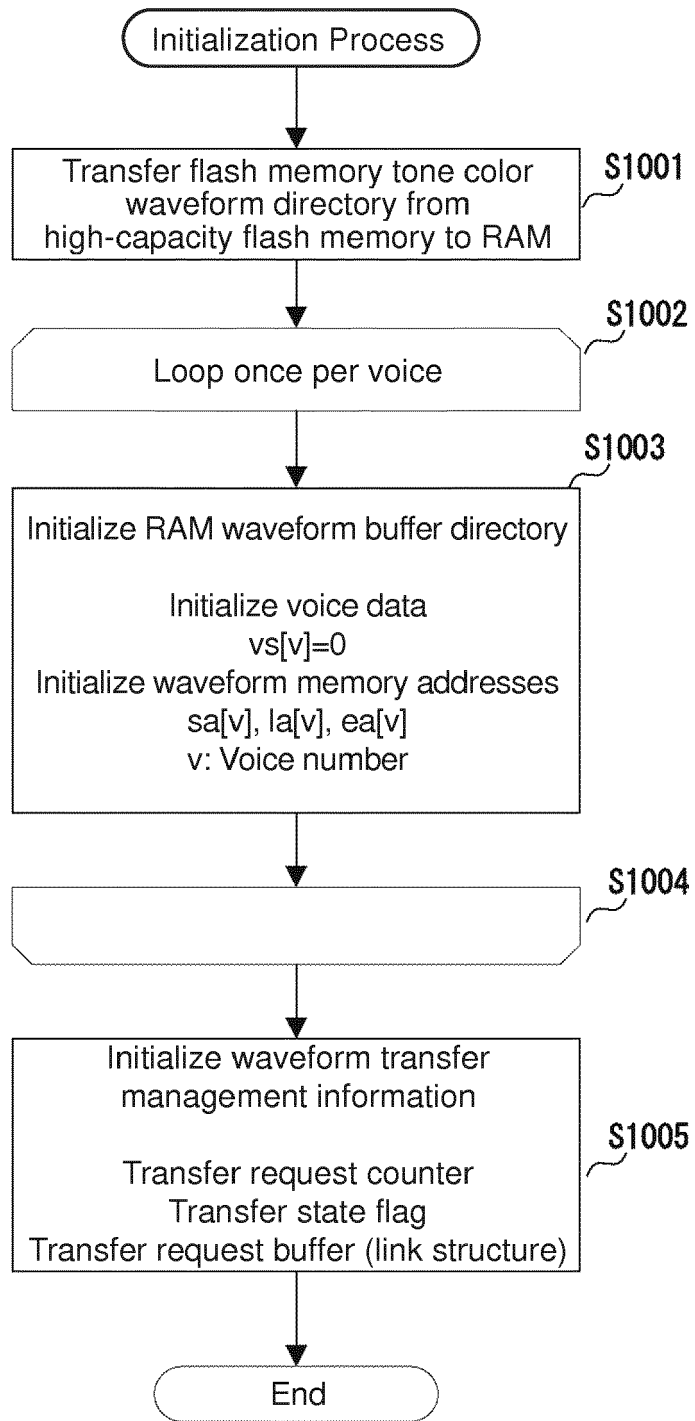 Initialization Process
S1001
Transfer flash memory tone color
waveform directory from
high-capacity flash memory to RAM
S1002
Loop once per voice
S1003
Initialize RAM waveform buffer directory
Initialize voice data
vs[v]=0
Initialize waveform memory addresses
sa[v], la[v], ea[v]
v: Voice number
S1004
Initialize waveform transfer
management information
S1005
Transfer request counter
Transfer state flag
Transfer request buffer (link structure)
End